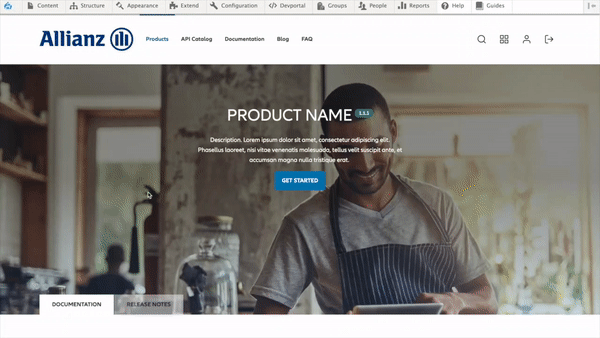 Content Structure Appearance Extend Configuration Devportal Groups People Reports Help Guides
Allianz Products API Catalog Documentation Blog FAQ
PRODUCT NAME 1.1.1
Description. Lorem ipsum dolor sit amet, consectetur adipiscing elit.
Phasellus laoreet, nisi vitae venenatis malesuada, tellus velit suscipit ante, et
accumsan magna nulla tristique erat.
GET STARTED
DOCUMENTATION RELEASE NOTES